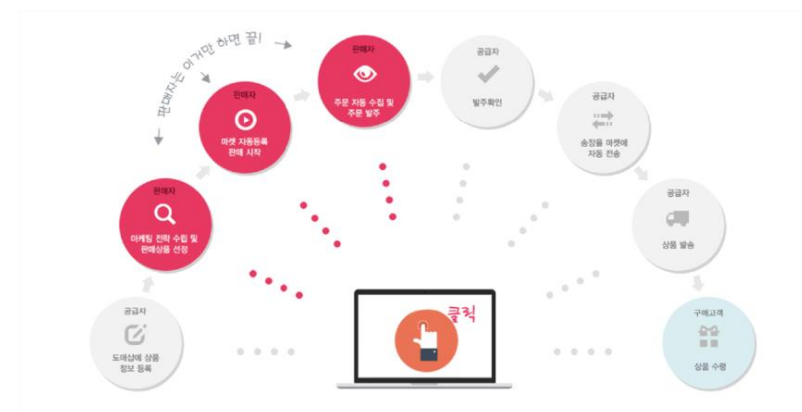 판매자는 이거만 하면 끝!
공급자
도매샵에 상품
정보 등록
판매자
마케팅 전략 수립 및
판매상품 선정
판매자
마켓 자동등록
판매 시작
판매자
주문 자동 수집 및
주문 발주
공급자
발주확인
공급자
송장을 마켓에
자동 전송
공급자
상품 발송
구매고객
상품 수령
클릭